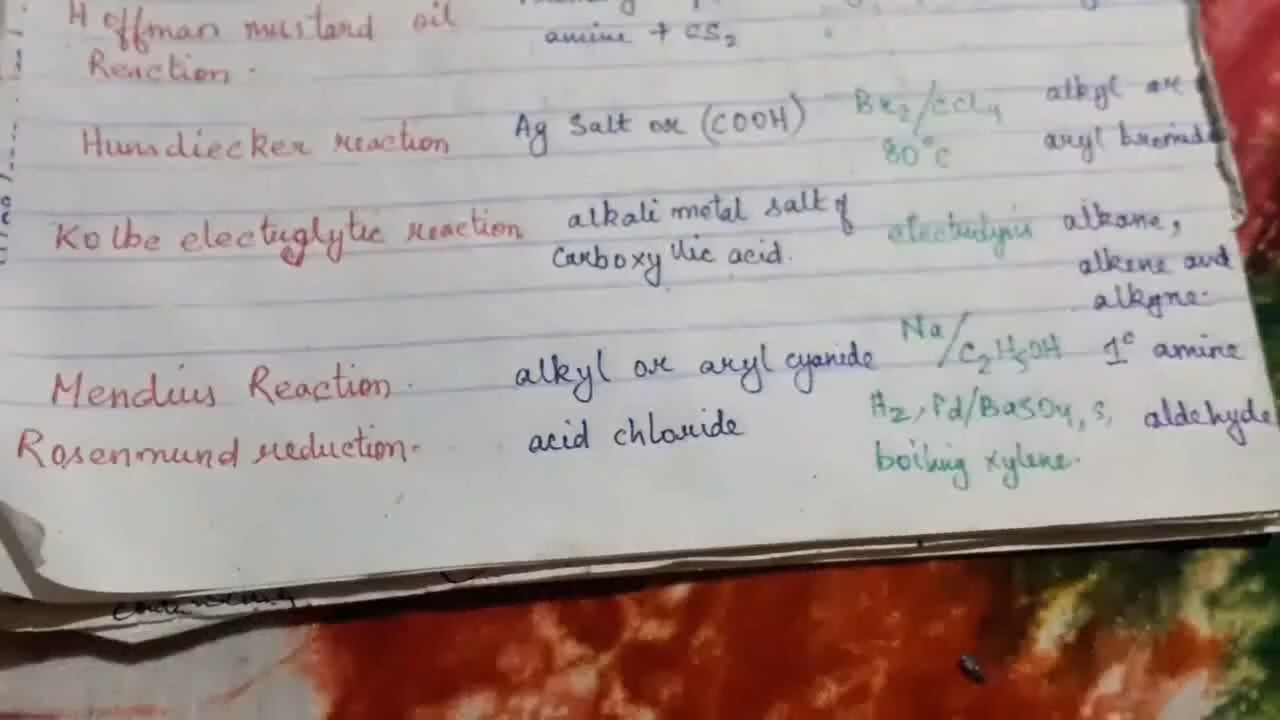 Hoffman mustard oil
Reaction.
amine + CS2
Hunsdiecker reaction
Ag Salt or (COOH)
Br2/CCl4
80°C
alkyl or
aryl bromid
Kolbe electuglytic reaction
alkali metal salt of
Carboxylic acid.
electrolysis
alkane,
alkene and
alkyne.
Mendius Reaction.
alkyl or aryl cyanide
Na/C2H5OH
1° amine
Rosenmund reduction.
acid chloride
H2, Pd/BaSO4, S,
boiling xylene.
aldehyde